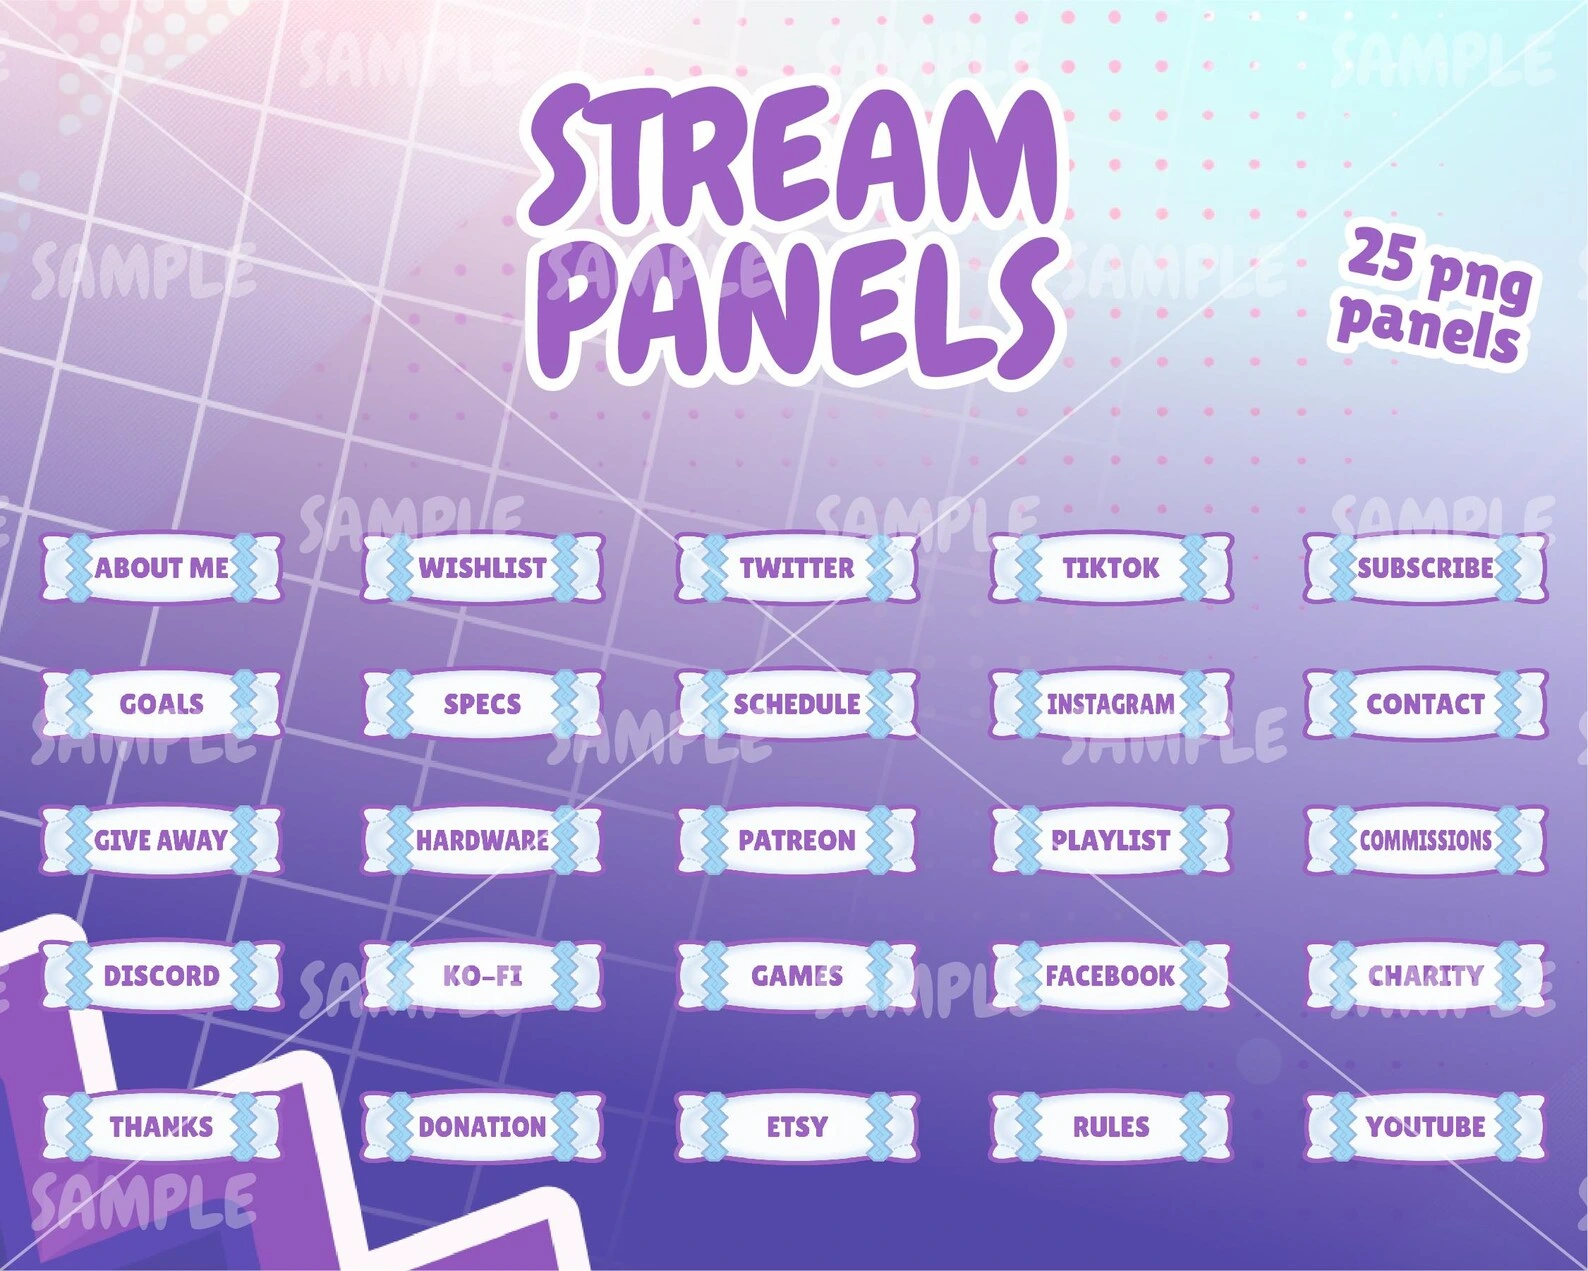 SAMPLE SAMPLE SAMPLE
STREAM
PANELS
SAMPLE SAMPLE SAMPLE
25 png
panels
SAMPLE SAMPLE SAMPLE
ABOUT ME WISHLIST TWITTER TIKTOK SUBSCRIBE
GOALS SPECS SCHEDULE INSTAGRAM CONTACT
SAMPLE SAMPLE SAMPLE
GIVE AWAY HARDWARE PATREON PLAYLIST COMMISSIONS
DISCORD KO-FI GAMES FACEBOOK CHARITY
SAMPLE SAMPLE SAMPLE
THANKS DONATION ETSY RULES YOUTUBE
SAMPLE